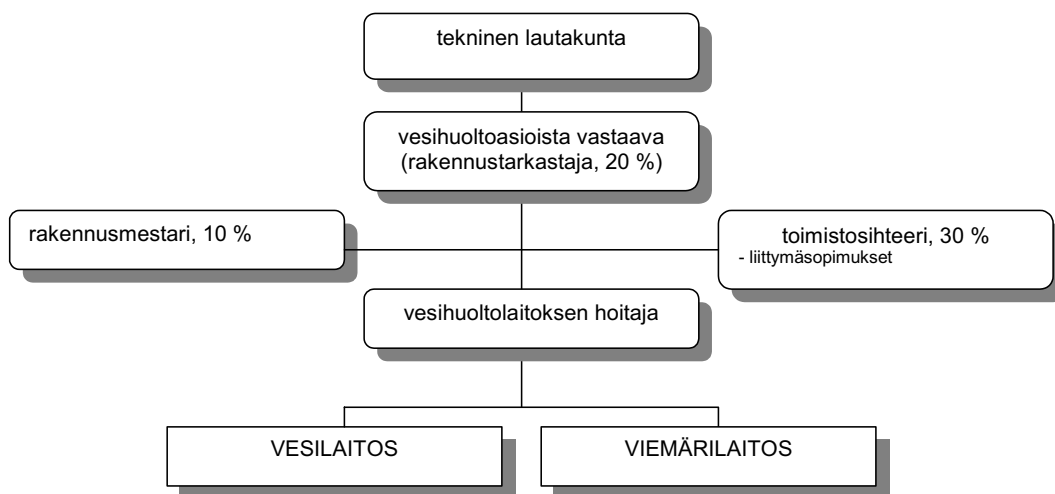 tekninen lautakunta
vesihuoltoasioista vastaava
(rakennustarkastaja, 20 %)
rakennusmestari, 10 %
toimistosihteeri, 30 %
- liittymäsopimukset
vesihuoltolaitoksen hoitaja
VESILAITOS
VIEMÄRILAITOS